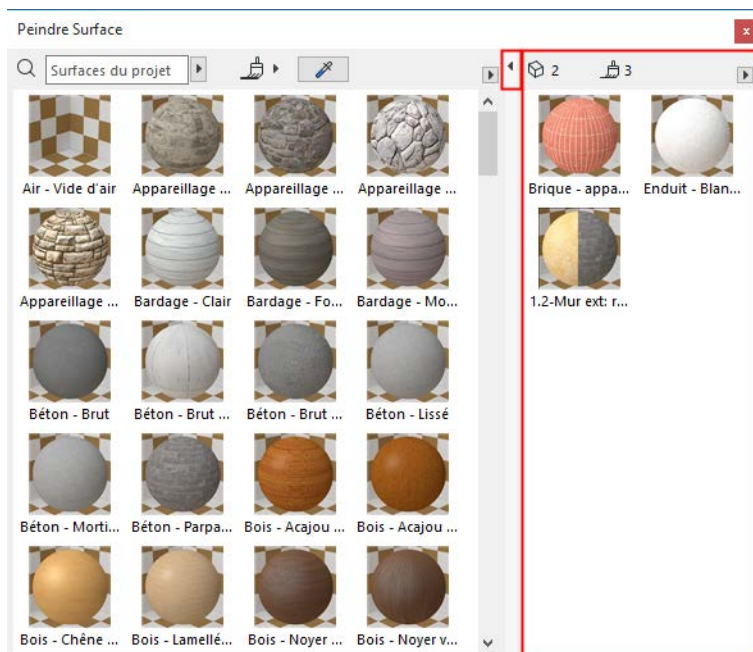 Peindre Surface
x
Surfaces du projet
2 3
Air - Vide d'air Appareillage ... Appareillage ... Appareillage ...
Brique - appa... Enduit - Blan...
Appareillage ... Bardage - Clair Bardage - Fo... Bardage - Mo...
1.2-Mur ext: r...
Béton - Brut Béton - Brut ... Béton - Brut ... Béton - Lissé
Béton - Morti... Béton - Parpa... Bois - Acajou ... Bois - Acajou ...
Bois - Chêne ... Bois - Lamellé... Bois - Noyer ... Bois - Noyer v...